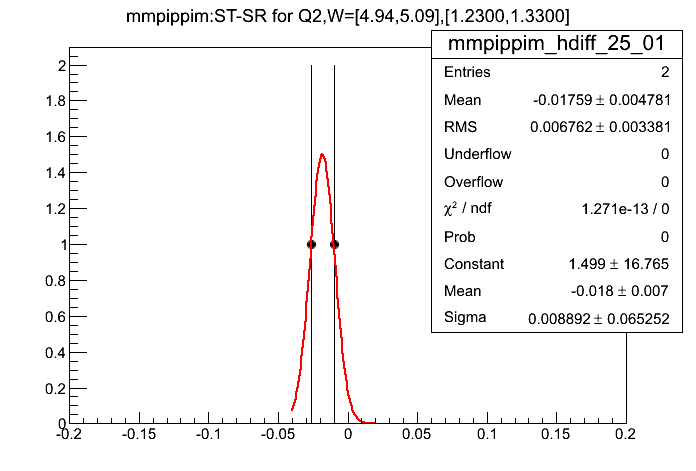 mmpippim:ST-SR for Q2,W=[4.94,5.09],[1.2300,1.3300]
mmpippim_hdiff_25_01
Entries 2
Mean -0.01759 ± 0.004781
RMS 0.006762 ± 0.003381
Underflow 0
Overflow 0
χ² / ndf 1.271e-13 / 0
Prob 0
Constant 1.499 ± 16.765
Mean -0.018 ± 0.007
Sigma 0.008892 ± 0.065252
2
1.8
1.6
1.4
1.2
1
0.8
0.6
0.4
0.2
0
-0.2 -0.15 -0.1 -0.05 0 0.05 0.1 0.15 0.2